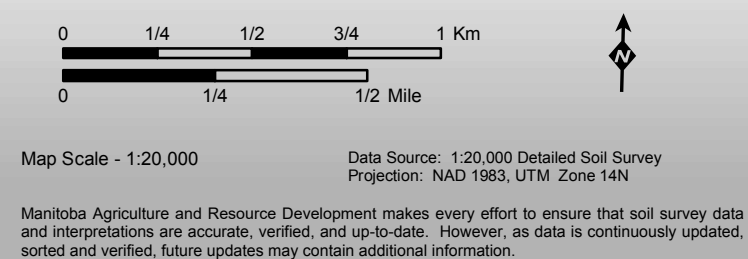 0 1/4 1/2 3/4 1 Km
0 1/4 1/2 Mile
N
Map Scale - 1:20,000
Data Source: 1:20,000 Detailed Soil Survey
Projection: NAD 1983, UTM Zone 14N
Manitoba Agriculture and Resource Development makes every effort to ensure that soil survey data
and interpretations are accurate, verified, and up-to-date. However, as data is continuously updated,
sorted and verified, future updates may contain additional information.